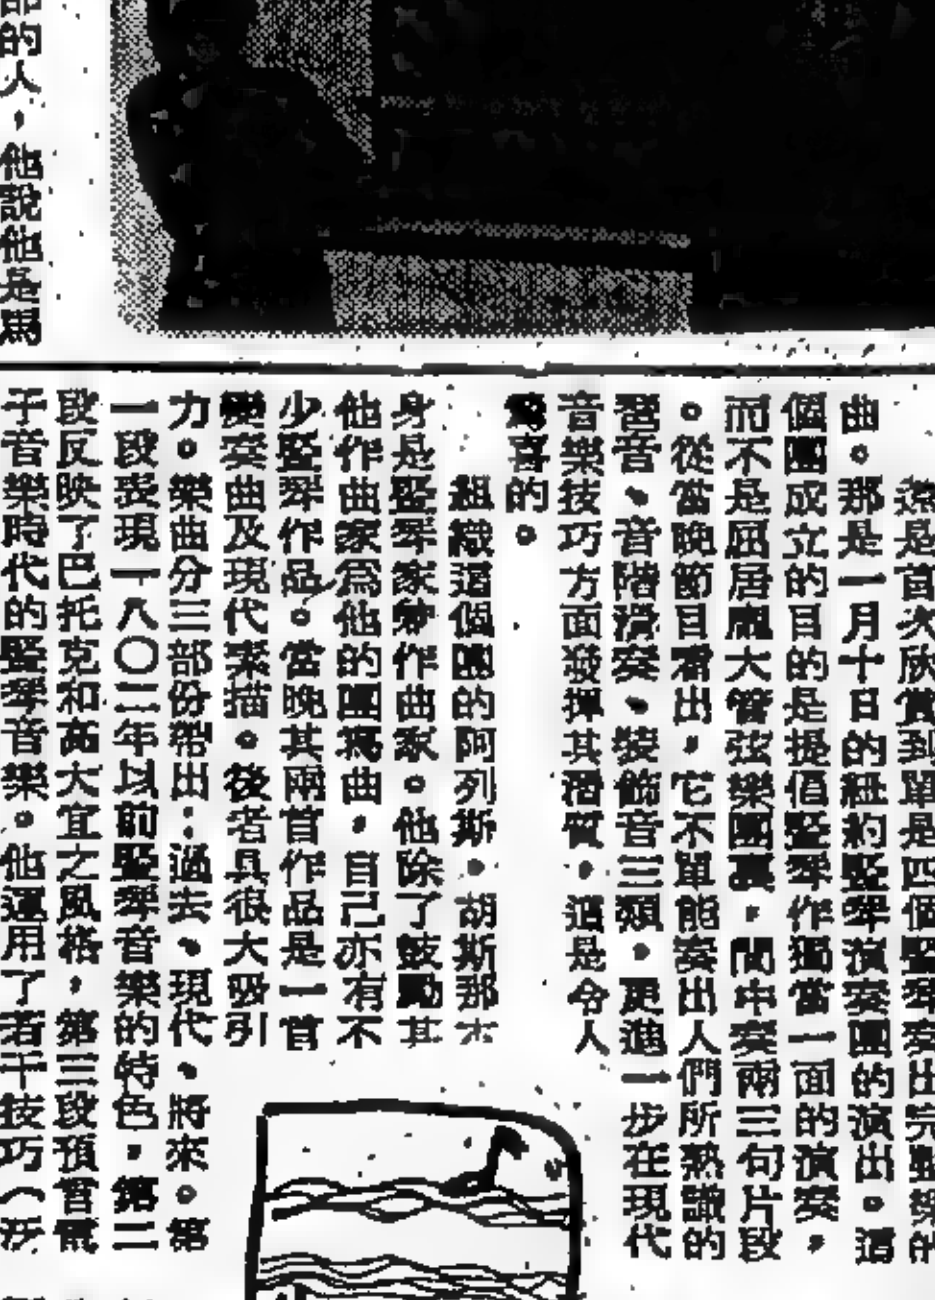 還是首次欣賞到單是四個豎琴奏出完整樂的
曲。那是一月十日的紐約豎琴演奏團的演出。這
個團成立的目的是提倡豎琴作獨當一面的演奏，
而不是屈居大管弦樂團裏，間中奏兩三句片段
。從當晚節目看出，它不單能奏出人們所熟識的
琶音、音階滑奏、裝飾音三類，更進一步在現代
音樂技巧方面發揮其潛質，這是令人
喜的。
組織這個團的阿列斯．胡斯那
身是豎琴家兼作曲家。他除了鼓勵其
他作曲家爲他的團寫曲，自己亦有不
少豎琴作品。當晚其兩首作品是一首
變奏曲及現代素描。後者具很大吸引
力。樂曲分三部份帶出：過去、現代、將來。第
一段表現一八〇二年以前豎琴音樂的特色，第二
段反映了巴托克和高大宜之風格，第三段預言電
子音樂時代的豎琴音樂。他運用了若干技巧（
的人，他說他是